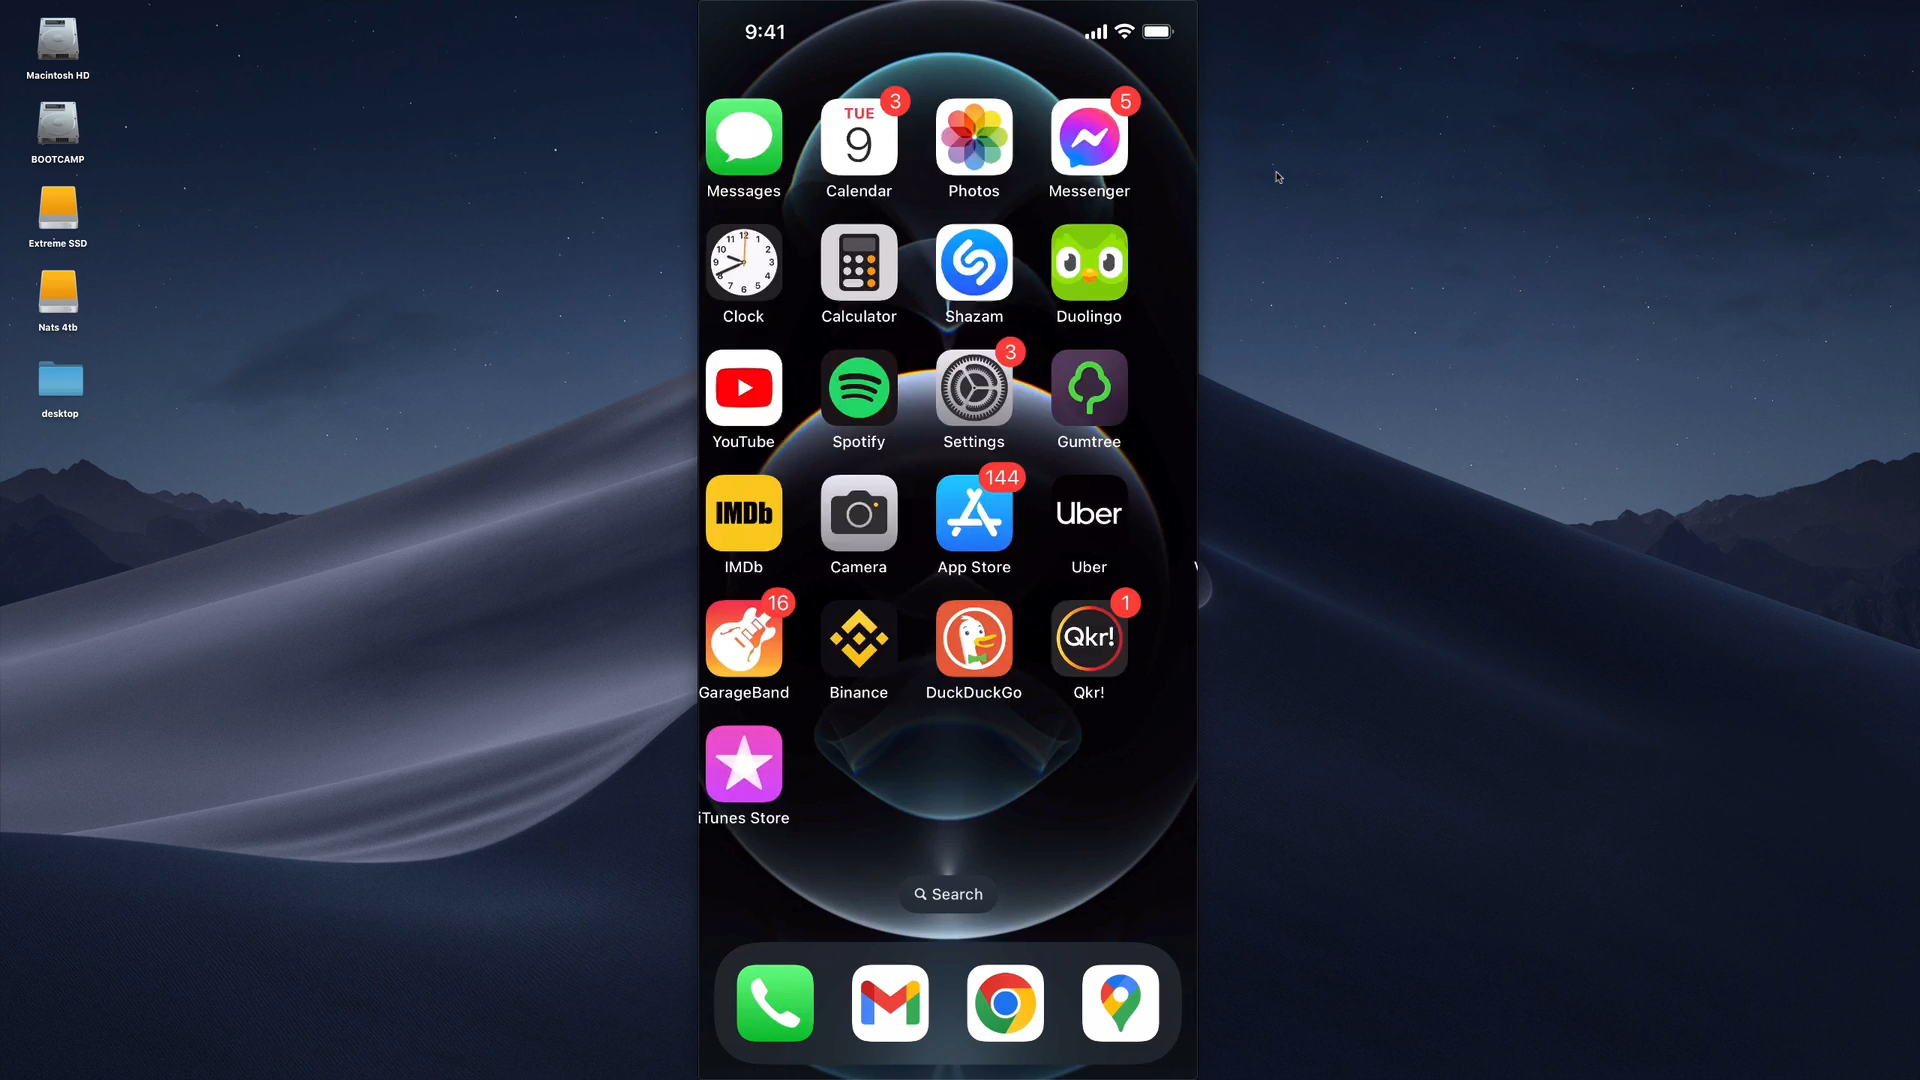 Macintosh HD
BOOTCAMP
Extreme SSD
Nats 4tb
desktop
9:41
3
TUE
9
5
Messages
Calendar
Photos
Messenger
12
1
2
3
4
5
6
7
8
9
10
11
Clock
Calculator
Shazam
Duolingo
3
YouTube
Spotify
Settings
Gumtree
IMDb
144
Uber
IMDb
Camera
App Store
Uber
16
Qkr!
1
GarageBand
Binance
DuckDuckGo
Qkr!
iTunes Store
Search